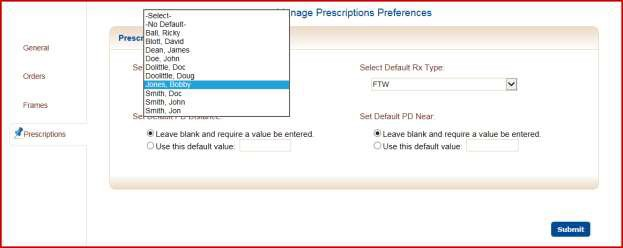 -Select-
-No Default-
Ball, Ricky
Blott, David
Dean, James
Doe, John
Dolittle, Doc
Doolittle, Doug
Jones, Bobby
Smith, Doc
Smith, John
Smith, Jon
Manage Prescriptions Preferences
General
Orders
Frames
Prescriptions
Select Default Rx Type:
FTW
Set Default PD Distance:
Leave blank and require a value be entered.
Use this default value:
Set Default PD Near:
Leave blank and require a value be entered.
Use this default value:
Submit